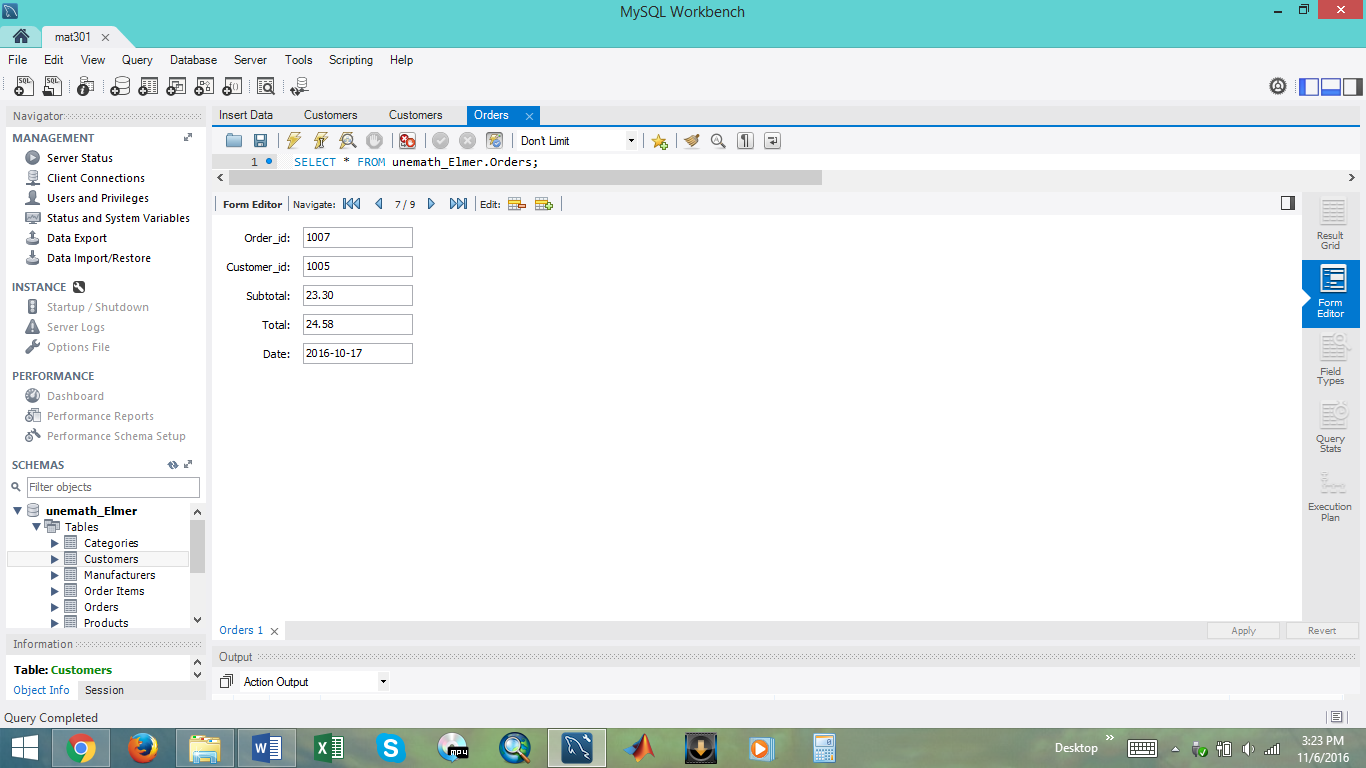 MySQL Workbench
mat301
File Edit View Query Database Server Tools Scripting Help
Navigator
MANAGEMENT
Server Status
Client Connections
Users and Privileges
Status and System Variables
Data Export
Data Import/Restore
INSTANCE
Startup / Shutdown
Server Logs
Options File
PERFORMANCE
Dashboard
Performance Reports
Performance Schema Setup
SCHEMAS
Filter objects
unemath_Elmer
Tables
Categories
Customers
Manufacturers
Order Items
Orders
Products
Information
Table: Customers
Object Info Session
Query Completed
Insert Data Customers Customers Orders
Don't Limit
1 SELECT * FROM unemath_Elmer.Orders;
Form Editor Navigate: 7 / 9 Edit:
Order_id: 1007
Customer_id: 1005
Subtotal: 23.30
Total: 24.58
Date: 2016-10-17
Result
Grid
Form
Editor
Field
Types
Query
Stats
Execution
Plan
Orders 1
Apply Revert
Output
Action Output
Desktop
3:23 PM
11/6/2016